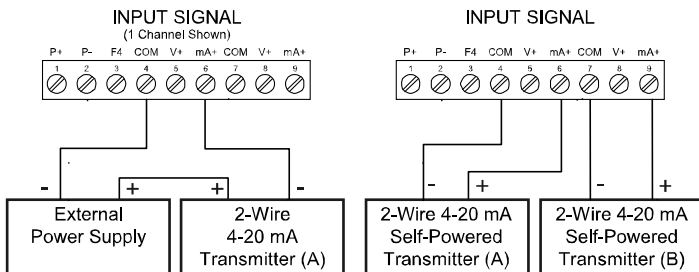 INPUT SIGNAL
(1 Channel Shown)
P+ P- F4 COM V+ mA+ COM V+ mA+
1 2 3 4 5 6 7 8 9
- + + -
External
Power Supply
2-Wire
4-20 mA
Transmitter (A)
INPUT SIGNAL
P+ P- F3 COM V+ mA+ COM V+ mA+
1 2 3 4 5 6 7 8 9
- + - +
2-Wire 4-20 mA
Self-Powered
Transmitter (A)
2-Wire 4-20 mA
Self-Powered
Transmitter (B)